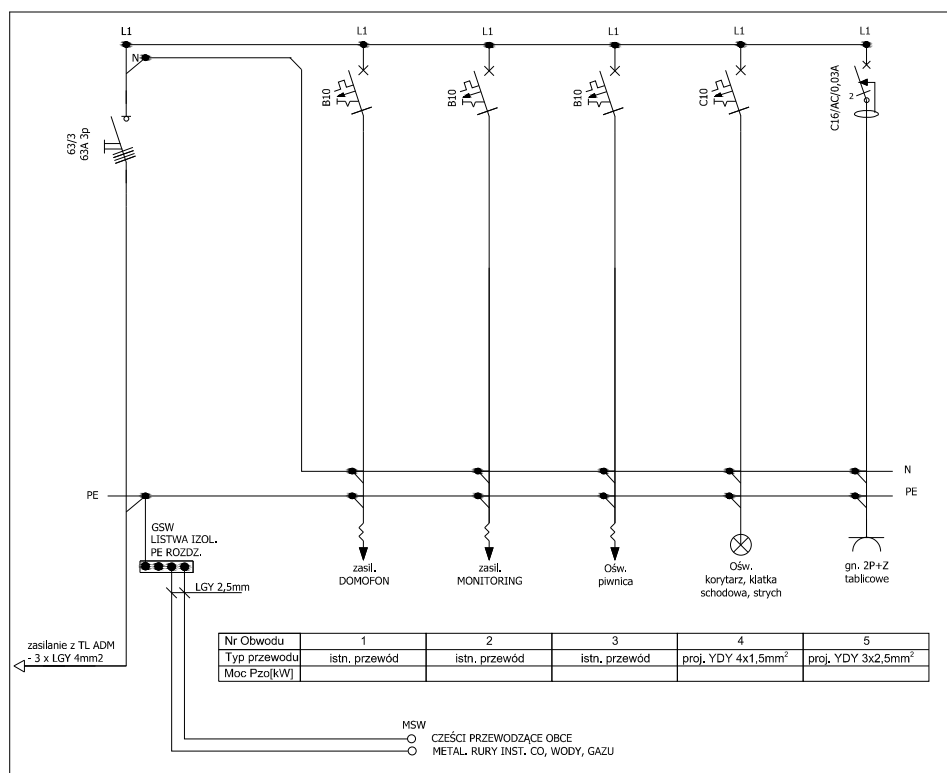 L1 L1 L1 L1 L1 L1
N
63/3
63A 3p
B10
B10
B10
C10
C16/AC/0,03A
2
N
PE PE
GSW
LISTWA IZOL.
PE ROZDZ.
LGY 2,5mm
zasil.
DOMOFON
zasil.
MONITORING
Ośw.
piwnica
Ośw.
korytarz, klatka
schodowa, strych
gn. 2P+Z
tablicowe
zasilanie z TL ADM
- 3 x LGY 4mm2
Nr Obwodu 1 2 3 4 5
Typ przewodu istn. przewód istn. przewód istn. przewód proj. YDY 4x1,5mm² proj. YDY 3x2,5mm²
Moc Pzo[kW]
MSW
CZEŚCI PRZEWODZĄCE OBCE
METAL. RURY INST. CO, WODY, GAZU